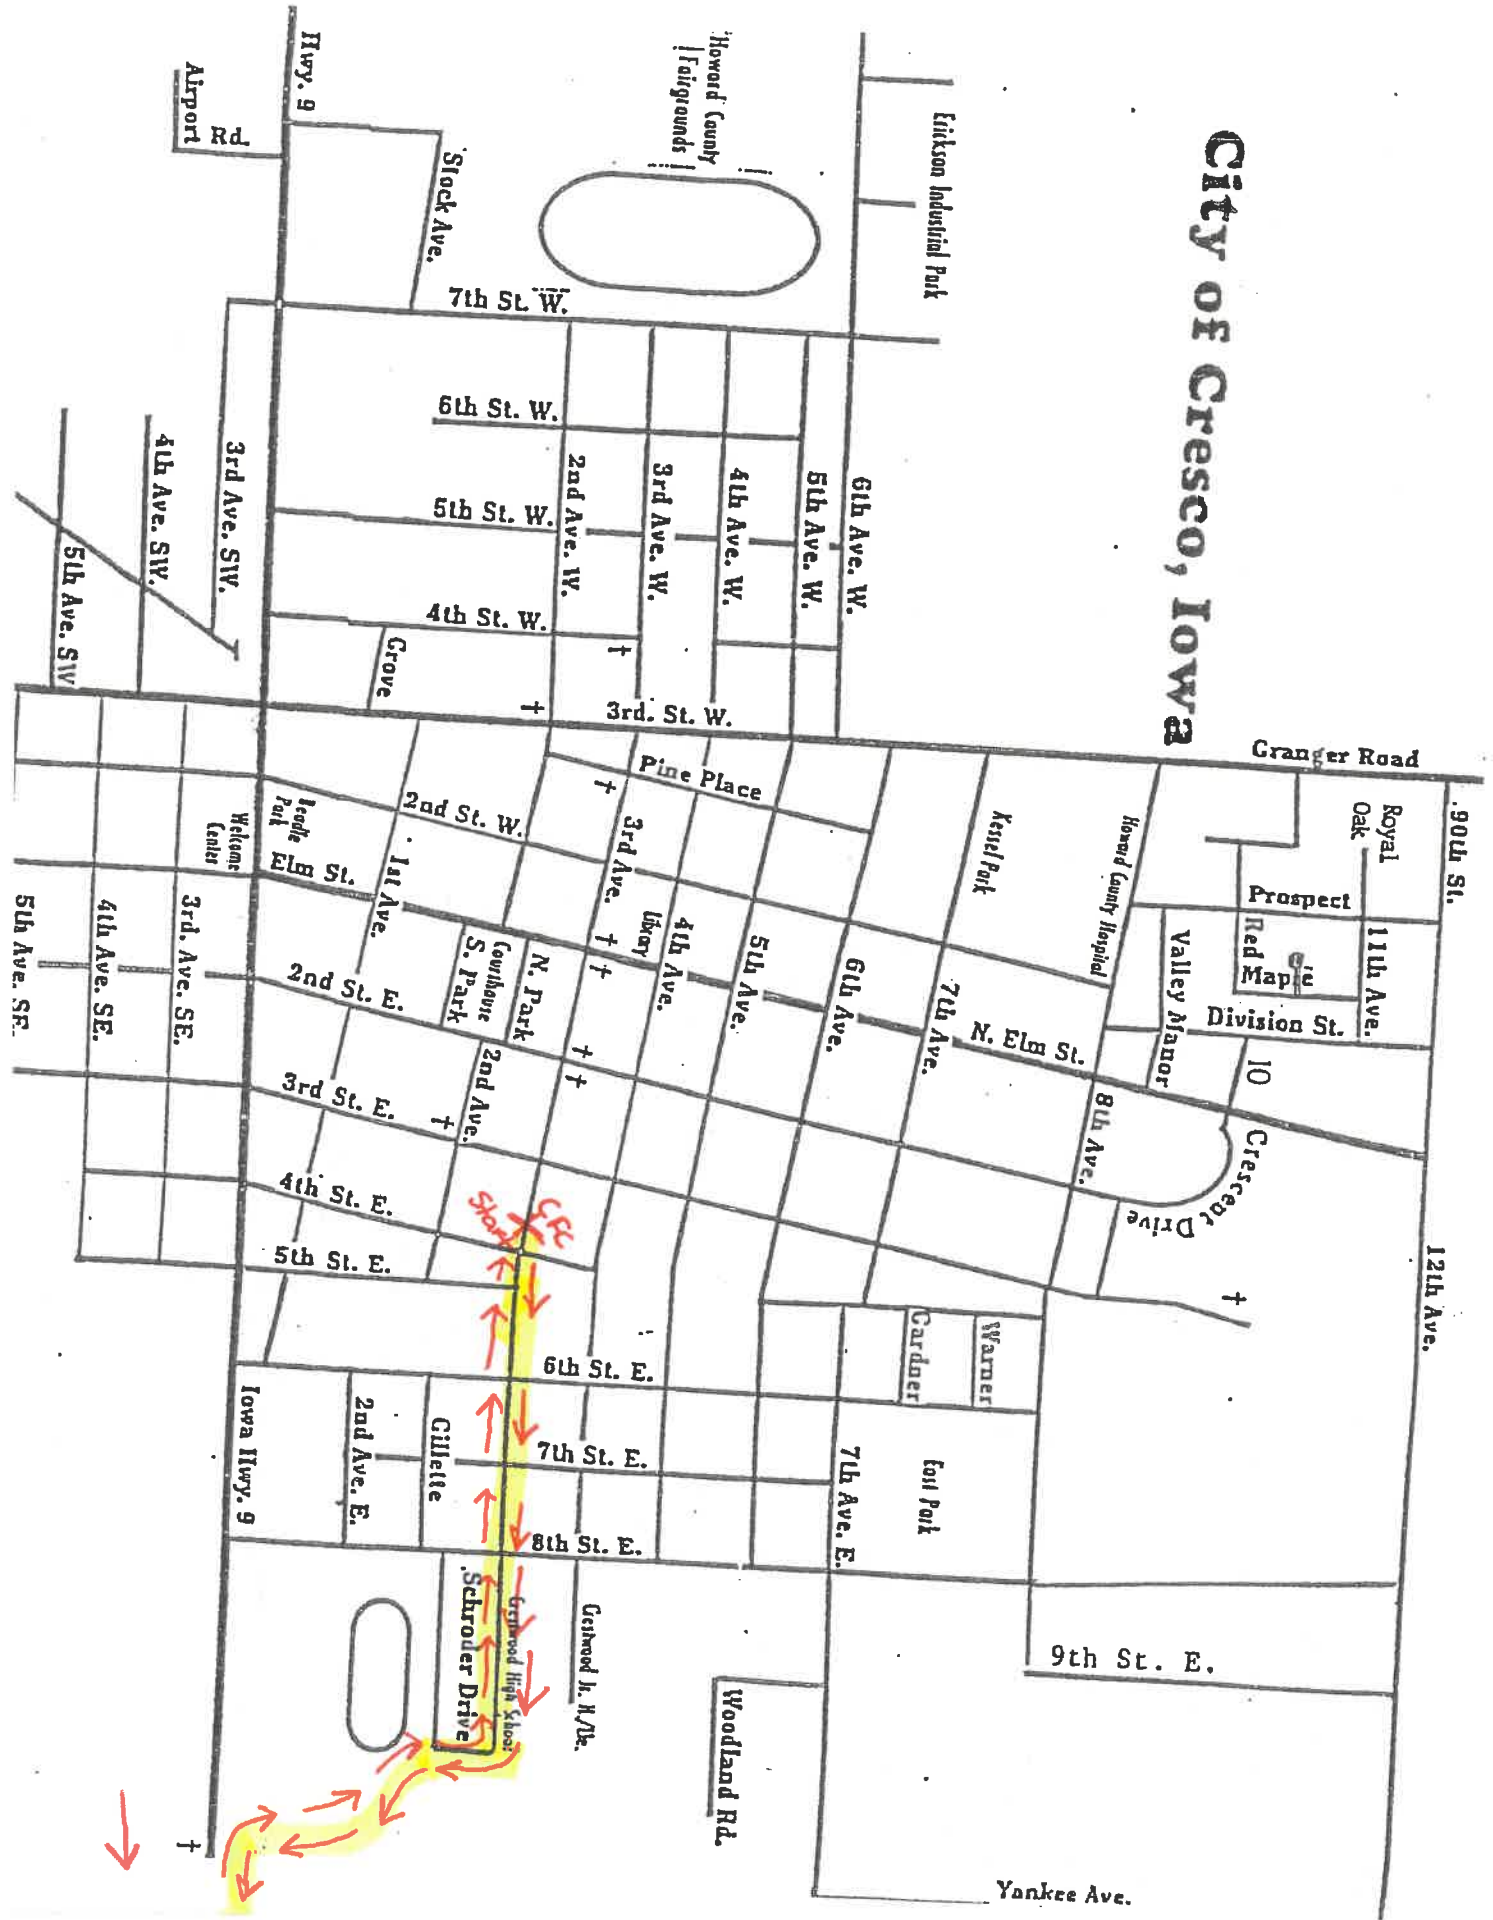 City of Cresco, Iowa
Hwy. 9
Airport Rd.
Stock Ave.
Howard County
Fairgrounds
Erickson Industrial Park
7th St. W.
6th St. W.
5th St. W.
4th St. W.
2nd Ave. W.
3rd Ave. W.
4th Ave. W.
5th Ave. W.
6th Ave. W.
3rd Ave. SW.
4th Ave. SW.
5th Ave. SW
Grove
3rd. St. W.
Granger Road
Pine Place
2nd St. W.
Beadle
Park
Welcome
Center
Elm St.
1st Ave.
3rd Ave.
Library
4th Ave.
5th Ave.
6th Ave.
7th Ave.
Kessel Park
Howard County Hospital
Royal
Oak
90th St.
Prospect
11th Ave.
Red
Maple
Valley Manor
Division St.
N. Elm St.
10
Crescent Drive
8th Ave.
12th Ave.
5th Ave. SE.
4th Ave. SE.
3rd. Ave. SE.
2nd St. E.
Courthouse
S. Park
N. Park
2nd Ave.
3rd St. E.
4th St. E.
5th St. E.
Start
CFC
6th St. E.
7th St. E.
8th St. E.
Gardner
Warner
Iowa Hwy. 9
2nd Ave. E.
Gillette
7th Ave. E.
East Park
Schroder Drive
Crestwood High School
Crestwood Jr. H./Elk.
Woodland Rd.
9th St. E.
Yankee Ave.